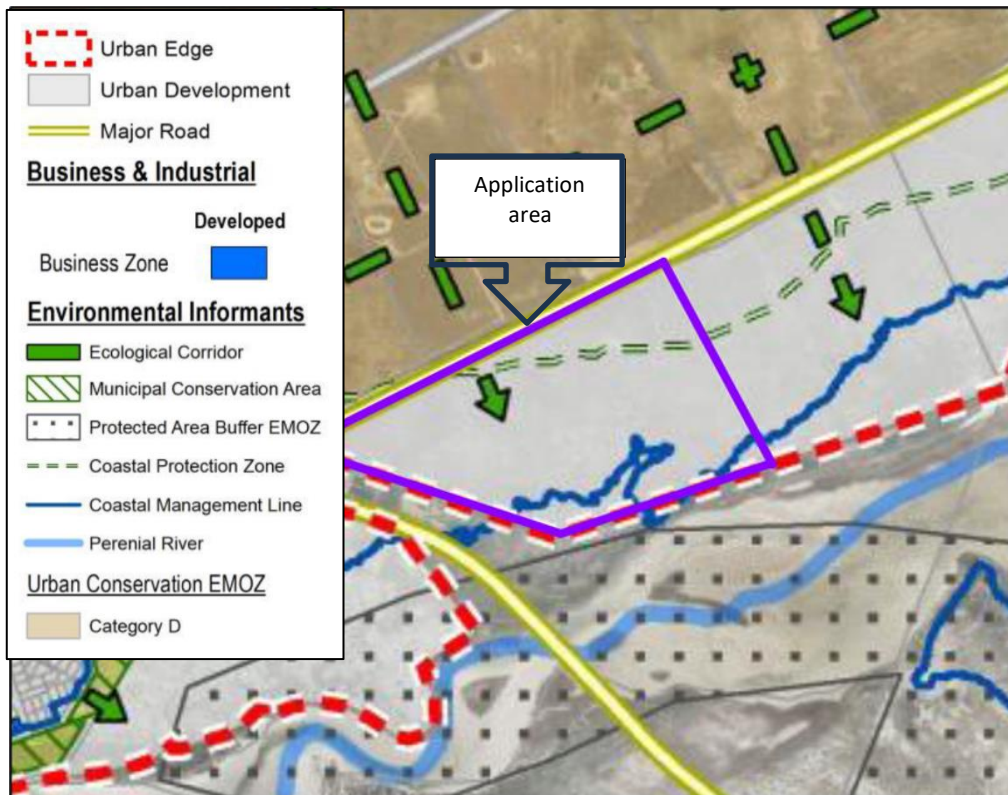 Urban Edge
Urban Development
Major Road
Business & Industrial
Developed
Business Zone
Environmental Informants
Ecological Corridor
Municipal Conservation Area
Protected Area Buffer EMOZ
Coastal Protection Zone
Coastal Management Line
Perenial River
Urban Conservation EMOZ
Category D
Application
area